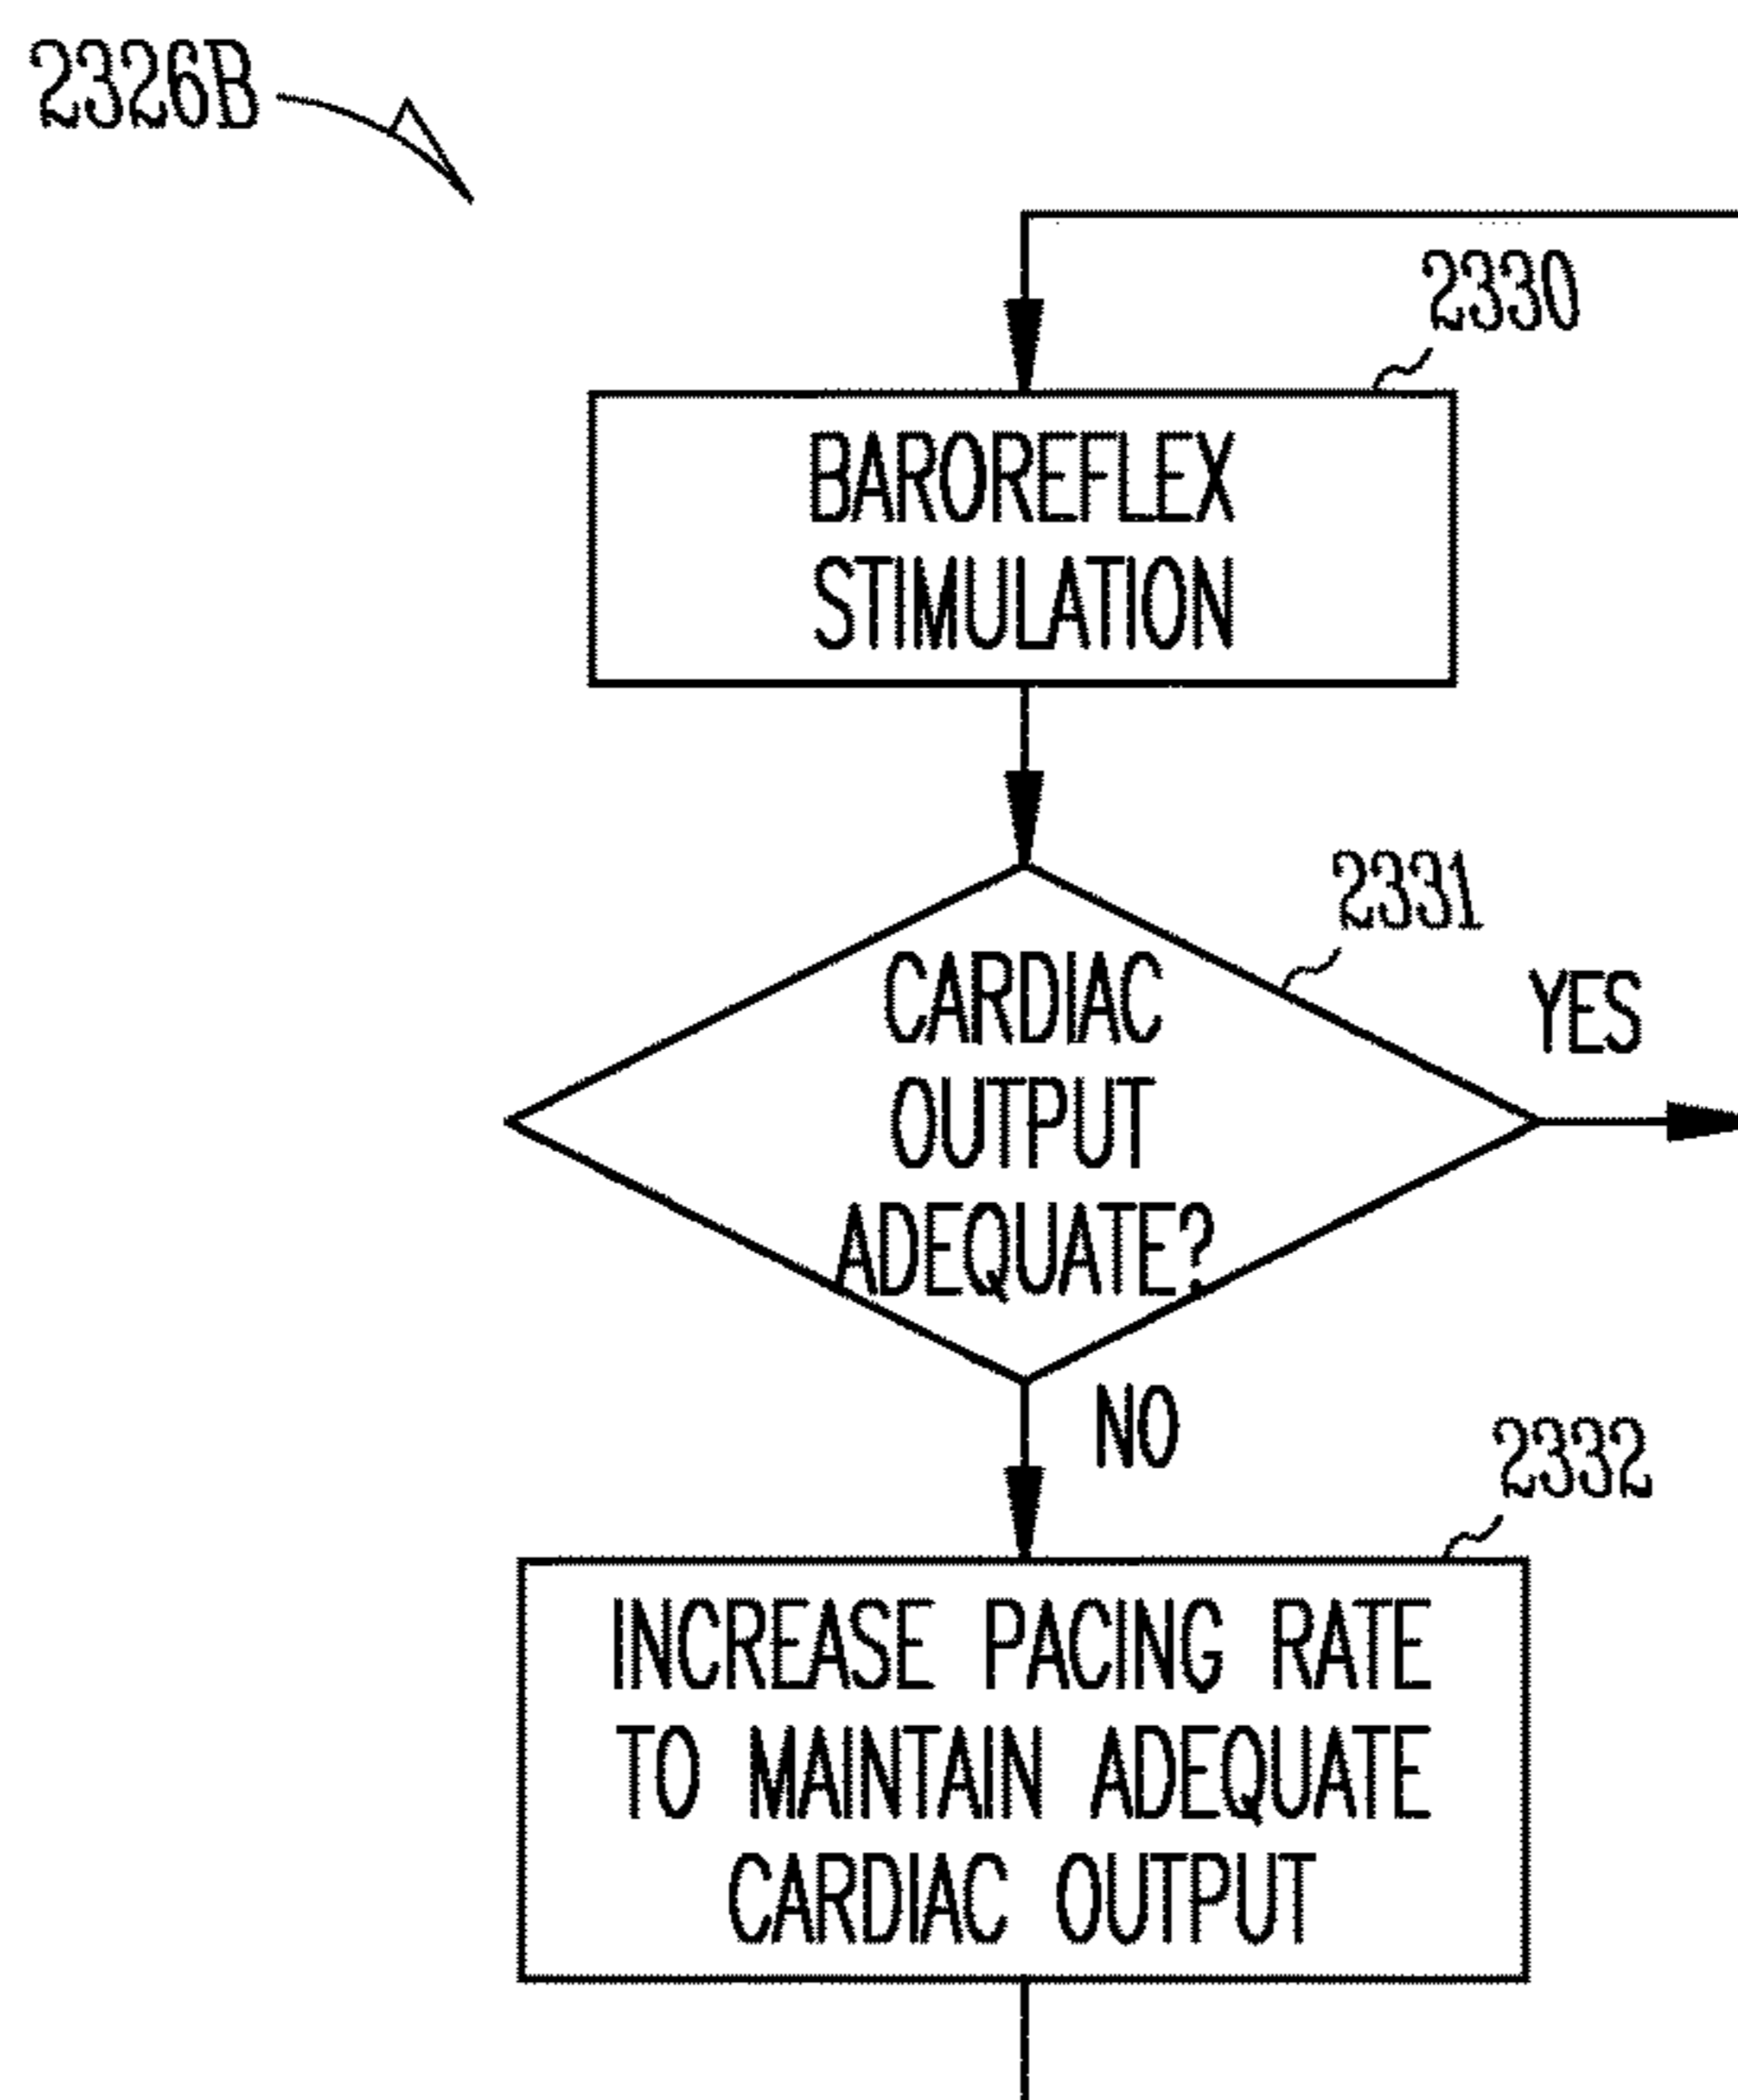 2326B
2330
BAROREFLEX
STIMULATION
2331
CARDIAC
OUTPUT
ADEQUATE?
YES
NO
2332
INCREASE PACING RATE
TO MAINTAIN ADEQUATE
CARDIAC OUTPUT